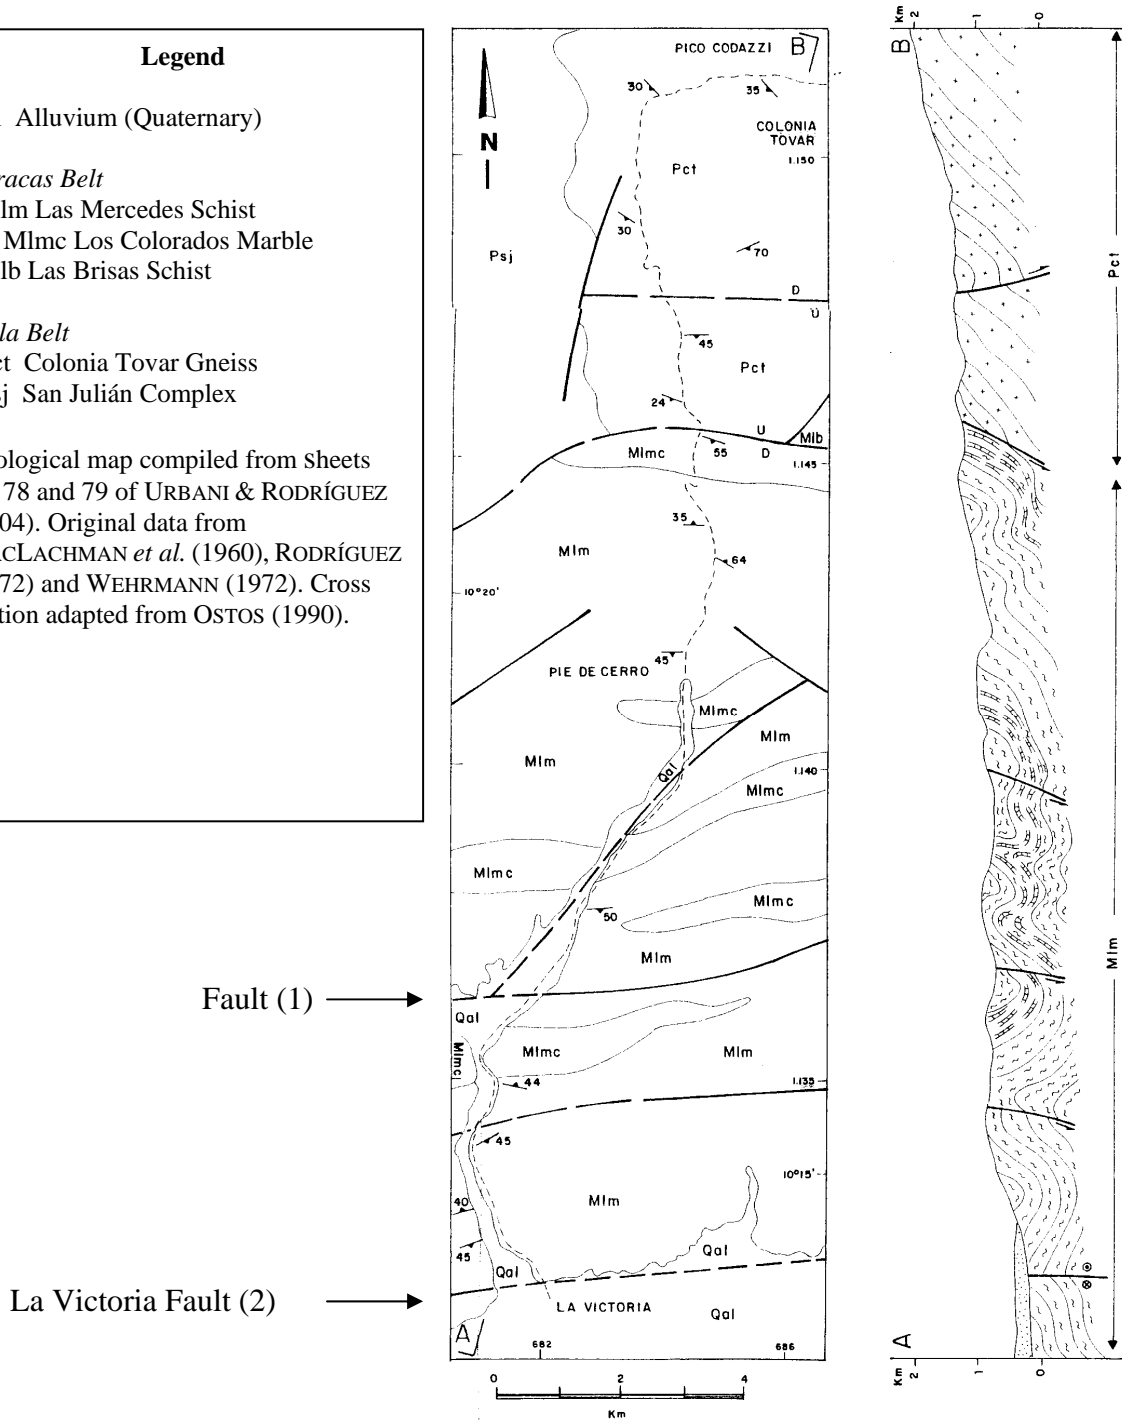 Legend
Alluvium (Quaternary)
racas Belt
lm Las Mercedes Schist
Mlmc Los Colorados Marble
lb Las Brisas Schist
la Belt
ct Colonia Tovar Gneiss
j San Julián Complex
ological map compiled from sheets
78 and 79 of URBANI & RODRÍGUEZ
04). Original data from
ACLACHMAN et al. (1960), RODRÍGUEZ
72) and WEHRMANN (1972). Cross
tion adapted from OSTOS (1990).
Fault (1)
La Victoria Fault (2)
N
PICO CODAZZI
B
30
35
COLONIA
TOVAR
1.150
Pct
30
Psj
70
D
U
45
Pct
24
U
D
Mlb
Mlmc
55
1.145
35
Mlm
64
10°20'
45
PIE DE CERRO
Mlmc
Mlm
Mlm
Qal
1.140
Mlmc
Mlmc
Mlmc
50
Mlm
Qal
Mlmc
Mlmc
Mlm
44
1.135
45
10°15'
40
Mlm
45
Qal
Qal
LA VICTORIA
Qal
A
682
686
0 2 4
Km
Km 2 1 0
B
Pct
Mlm
A
Km 2 1 0